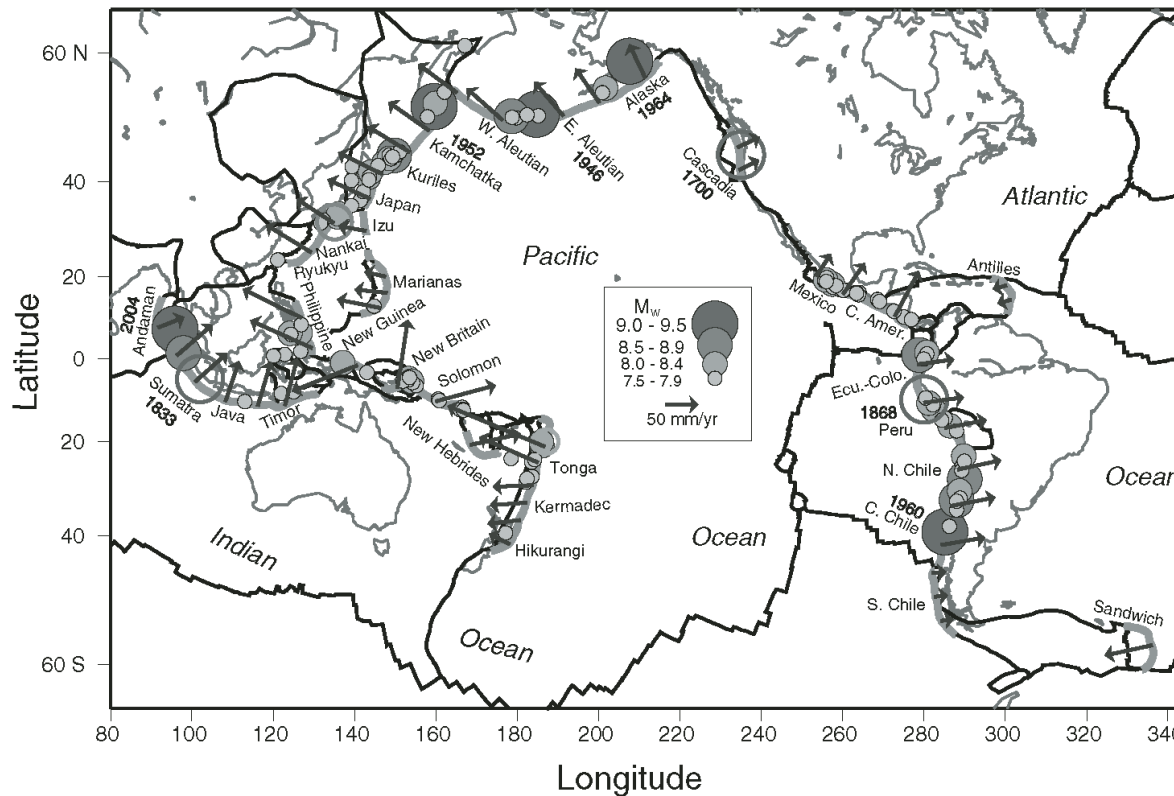 60 N
40
20
0
20
40
60 S
Latitude
80
100
120
140
160
180
200
220
240
260
280
300
320
340
Longitude
Alaska
1964
E. Aleutian
1946
W. Aleutian
1952
Kamchatka
Kuriles
Japan
Izu
Nankai
Ryukyu
Marianas
Philippine
New Guinea
New Britain
Solomon
2004
Andaman
Sumatra
1833
Java
Timor
New Hebrides
Tonga
Kermadec
Hikurangi
Cascadia
1700
Mexico
C. Amer.
Antilles
Ecu.-Colo.
1868
Peru
N. Chile
1960
C. Chile
S. Chile
Sandwich
Pacific
Ocean
Atlantic
Ocean
Indian
Ocean
Mw
9.0 - 9.5
8.5 - 8.9
8.0 - 8.4
7.5 - 7.9
50 mm/yr